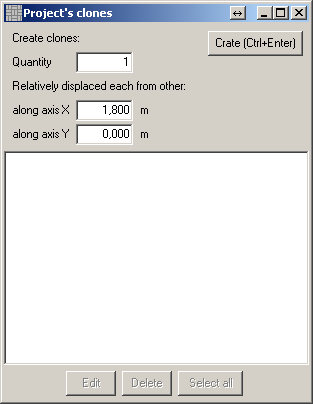 Project's clones
Create clones:
Crate (Ctrl+Enter)
Quantity 1
Relatively displaced each from other:
along axis X 1,800 m
along axis Y 0,000 m
Edit Delete Select all